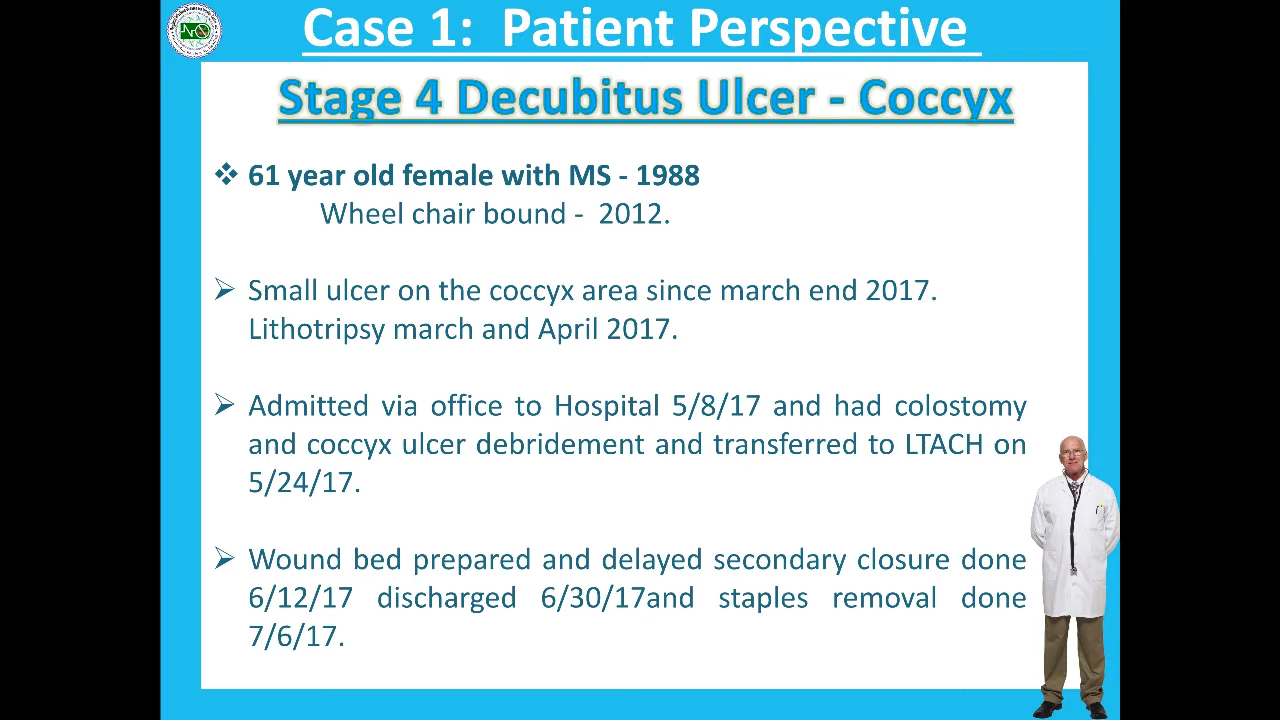 Case 1: Patient Perspective
Stage 4 Decubitus Ulcer - Coccyx
❖ 61 year old female with MS - 1988
Wheel chair bound - 2012.
➢ Small ulcer on the coccyx area since march end 2017.
Lithotripsy march and April 2017.
➢ Admitted via office to Hospital 5/8/17 and had colostomy
and coccyx ulcer debridement and transferred to LTACH on
5/24/17.
➢ Wound bed prepared and delayed secondary closure done
6/12/17 discharged 6/30/17and staples removal done
7/6/17.